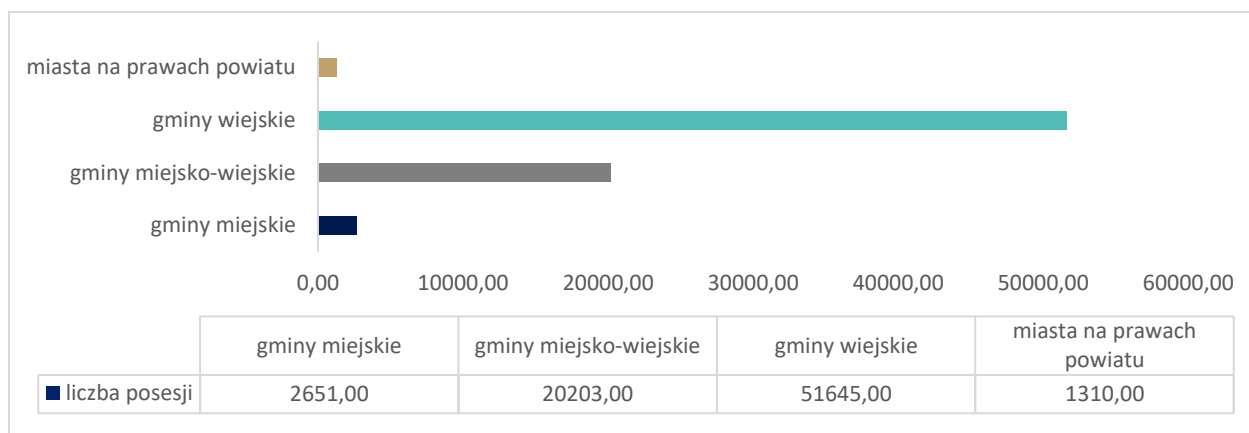 miasta na prawach powiatu
gminy wiejskie
gminy miejsko-wiejskie
gminy miejskie
0,00 10000,00 20000,00 30000,00 40000,00 50000,00 60000,00
gminy miejskie gminy miejsko-wiejskie gminy wiejskie miasta na prawach
powiatu
liczba posesji 2651,00 20203,00 51645,00 1310,00